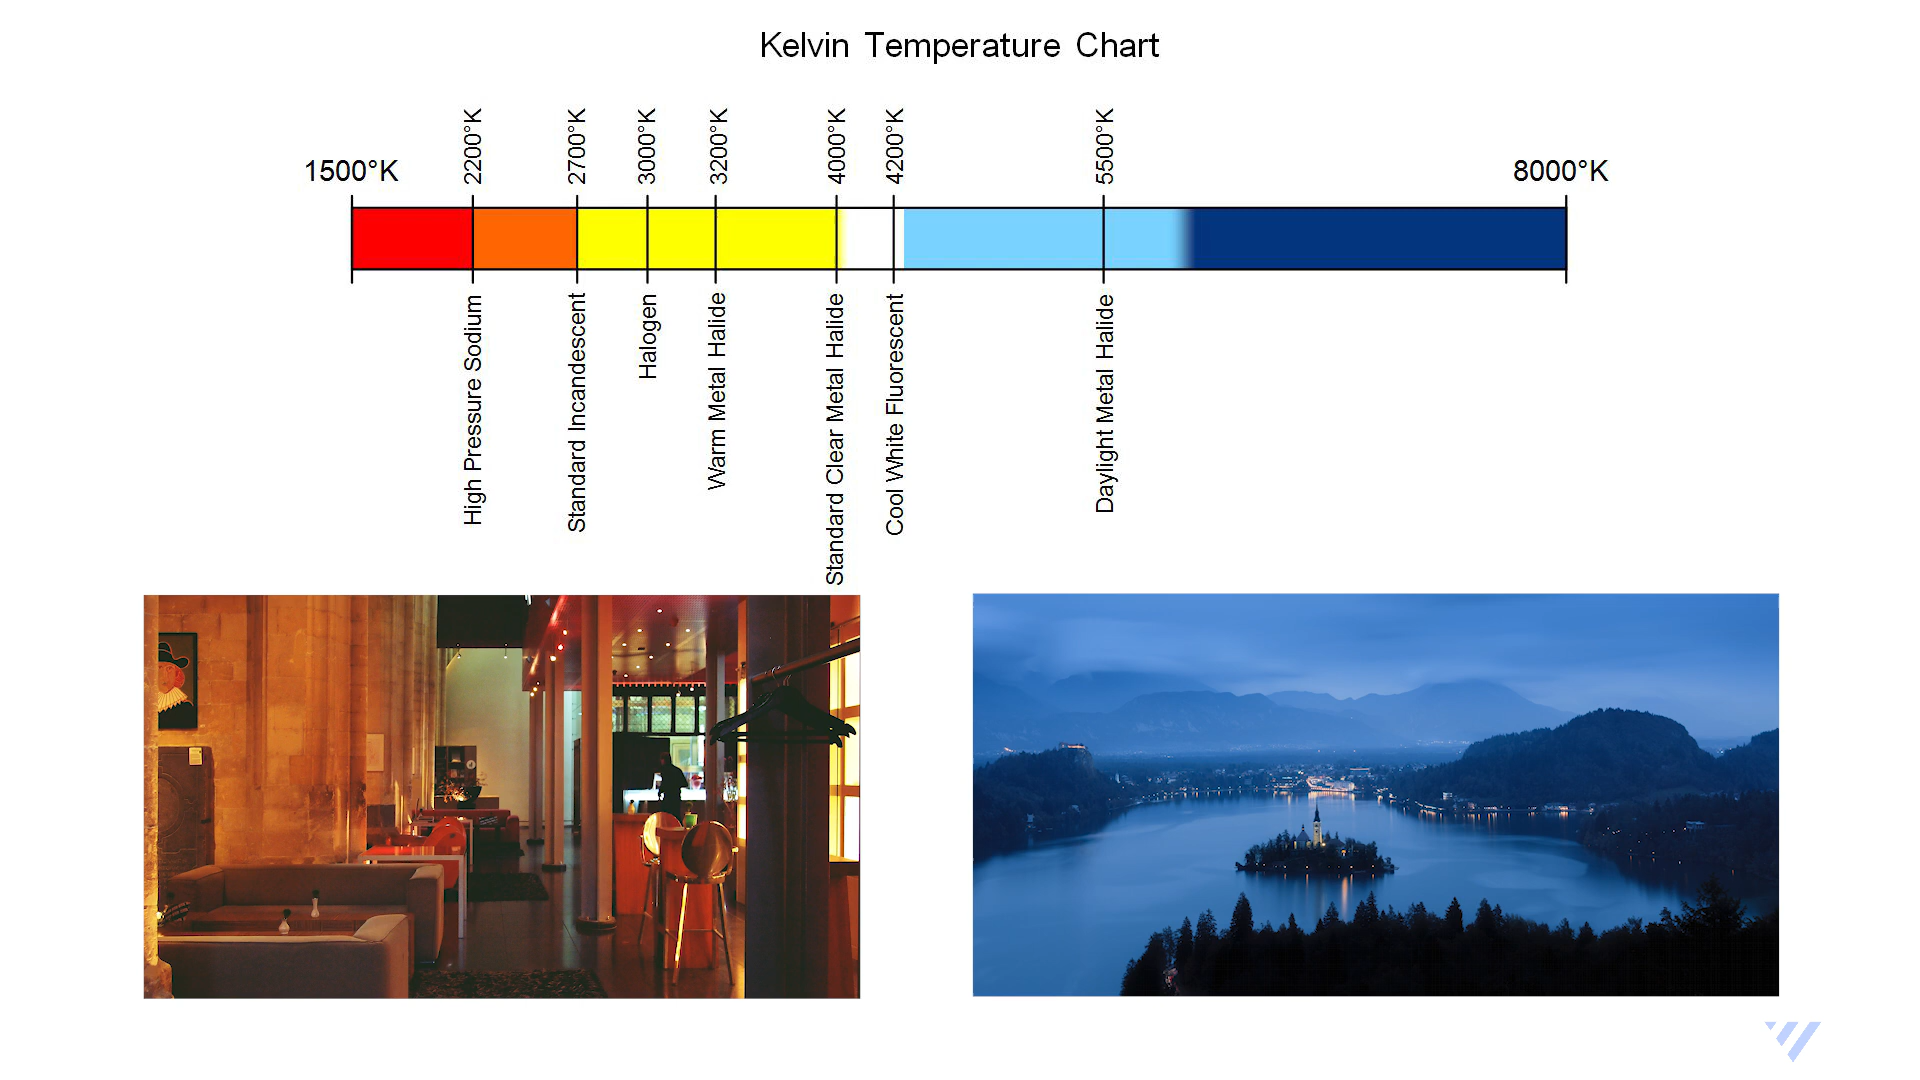 Kelvin Temperature Chart
1500°K
2200°K
2700°K
3000°K
3200°K
4000°K
4200°K
5500°K
8000°K
High Pressure Sodium
Standard Incandescent
Halogen
Warm Metal Halide
Standard Clear Metal Halide
Cool White Fluorescent
Daylight Metal Halide